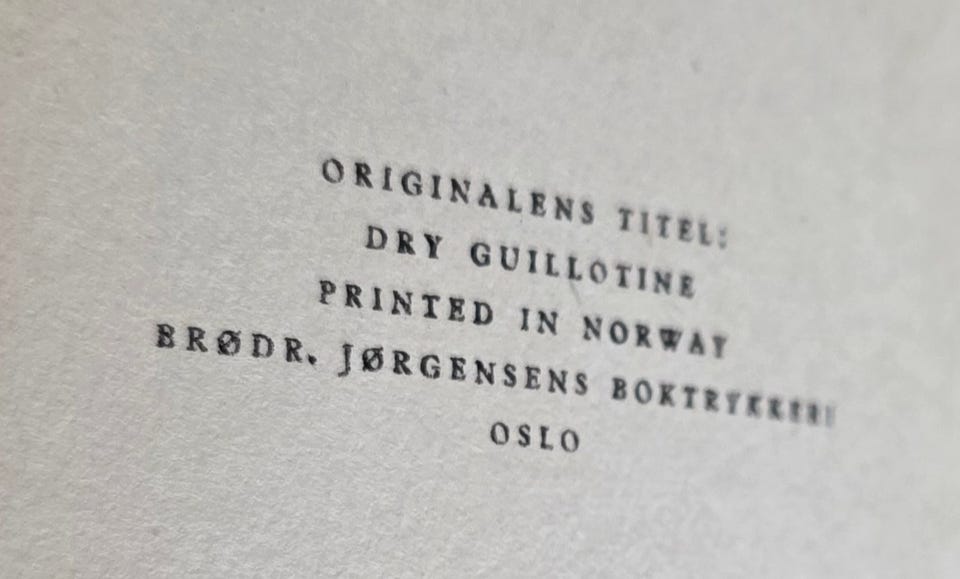 ORIGINALENS TITEL:
DRY GUILLOTINE
PRINTED IN NORWAY
BRØDR. JØRGENSENS BOKTRYKKERI
OSLO